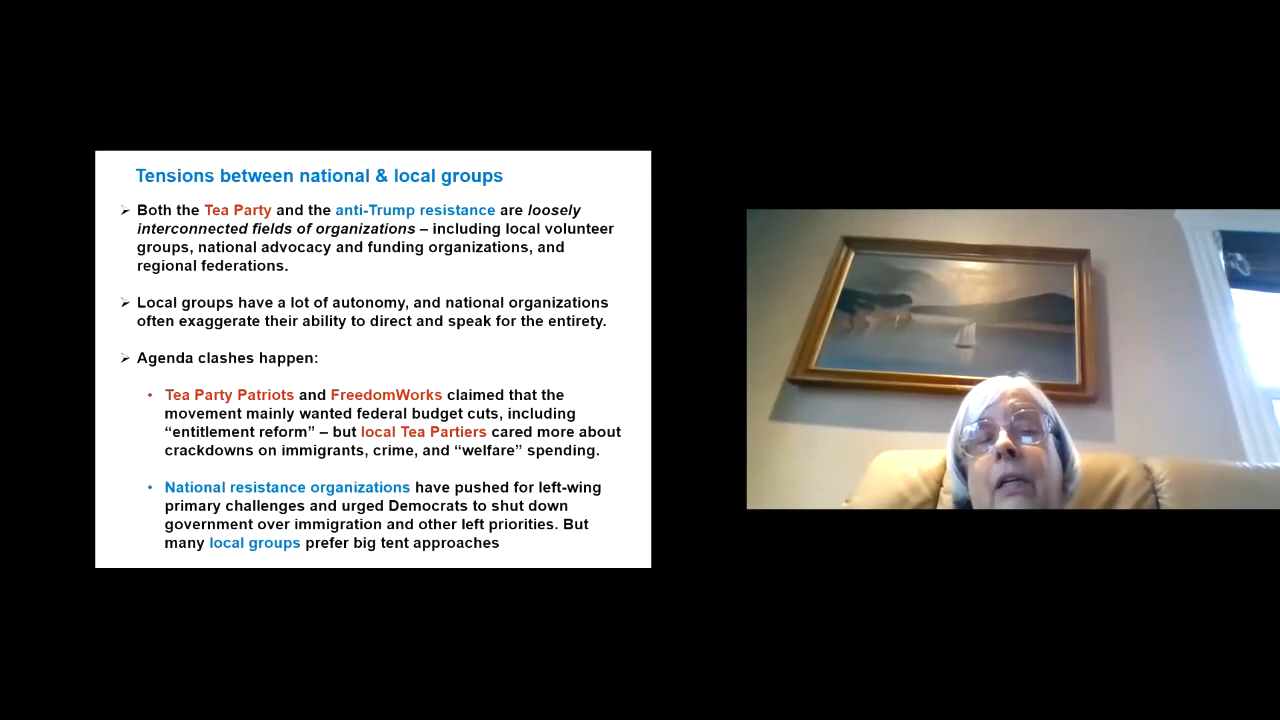 Tensions between national & local groups
Both the Tea Party and the anti-Trump resistance are loosely
interconnected fields of organizations – including local volunteer
groups, national advocacy and funding organizations, and
regional federations.
Local groups have a lot of autonomy, and national organizations
often exaggerate their ability to direct and speak for the entirety.
Agenda clashes happen:
Tea Party Patriots and FreedomWorks claimed that the
movement mainly wanted federal budget cuts, including
“entitlement reform” – but local Tea Partiers cared more about
crackdowns on immigrants, crime, and “welfare” spending.
National resistance organizations have pushed for left-wing
primary challenges and urged Democrats to shut down
government over immigration and other left priorities. But
many local groups prefer big tent approaches